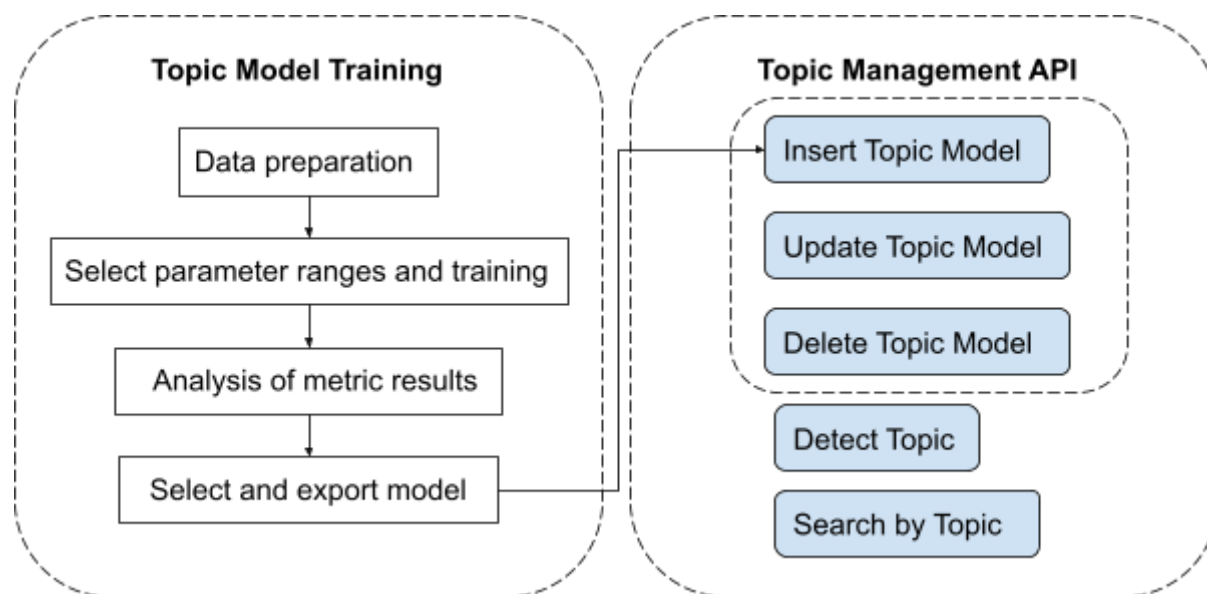 Topic Model Training
Data preparation
Select parameter ranges and training
Analysis of metric results
Select and export model
Topic Management API
Insert Topic Model
Update Topic Model
Delete Topic Model
Detect Topic
Search by Topic